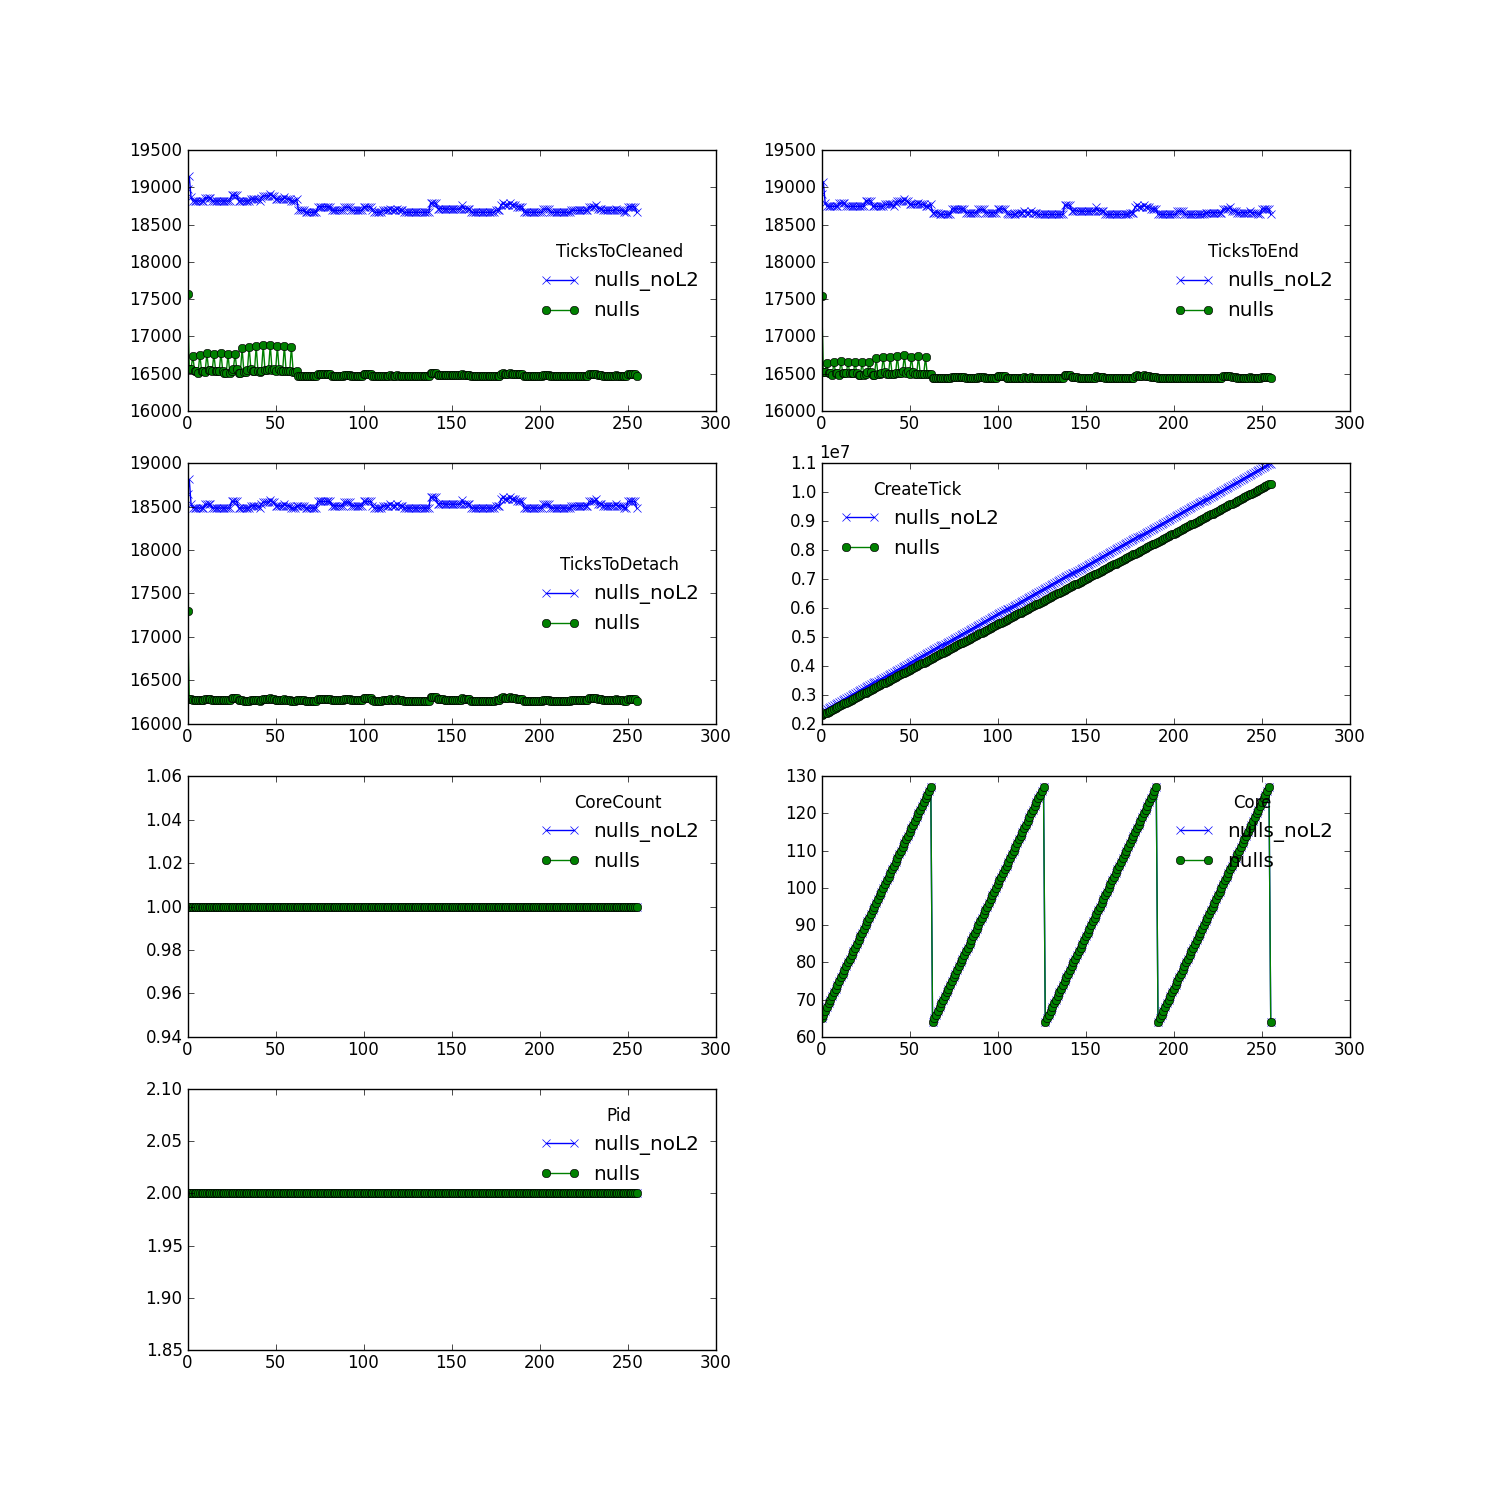 19500
19000
18500
18000
17500
17000
16500
16000
0 50 100 150 200 250 300
TicksToCleaned
nulls_noL2
nulls
19500
19000
18500
18000
17500
17000
16500
16000
0 50 100 150 200 250 300
TicksToEnd
nulls_noL2
nulls
19000
18500
18000
17500
17000
16500
16000
0 50 100 150 200 250 300
TicksToDetach
nulls_noL2
nulls
1e7
1.1
1.0
0.9
0.8
0.7
0.6
0.5
0.4
0.3
0.2
0 50 100 150 200 250 300
CreateTick
nulls_noL2
nulls
1.06
1.04
1.02
1.00
0.98
0.96
0.94
0 50 100 150 200 250 300
CoreCount
nulls_noL2
nulls
130
120
110
100
90
80
70
60
0 50 100 150 200 250 300
Core
nulls_noL2
nulls
2.10
2.05
2.00
1.95
1.90
1.85
0 50 100 150 200 250 300
Pid
nulls_noL2
nulls